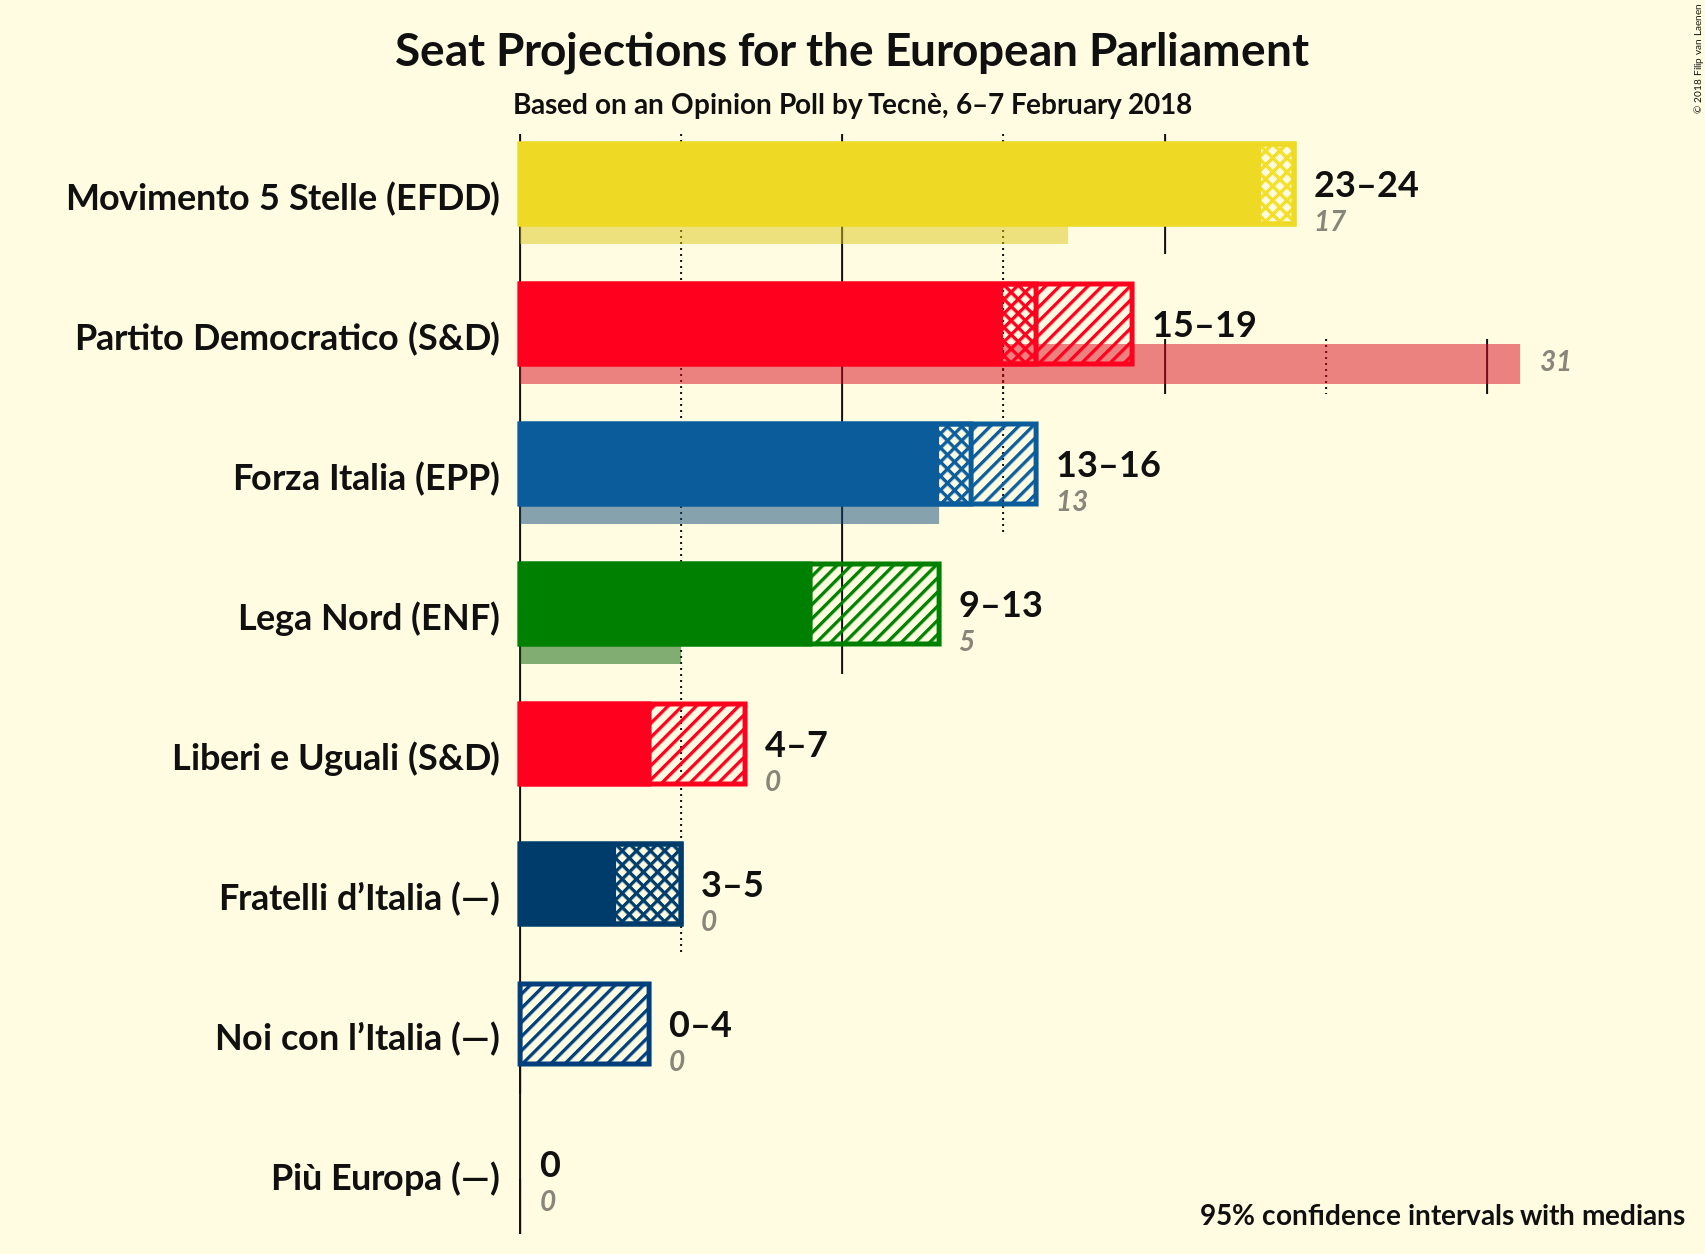 Seat Projections for the European Parliament
Based on an Opinion Poll by Tecnè, 6–7 February 2018
© 2018 Filip van Laenen
Movimento 5 Stelle (EFDD)
23–24
17
Partito Democratico (S&D)
15–19
31
Forza Italia (EPP)
13–16
13
Lega Nord (ENF)
9–13
5
Liberi e Uguali (S&D)
4–7
0
Fratelli d’Italia (—)
3–5
0
Noi con l’Italia (—)
0–4
0
Più Europa (—)
0
0
95% confidence intervals with medians